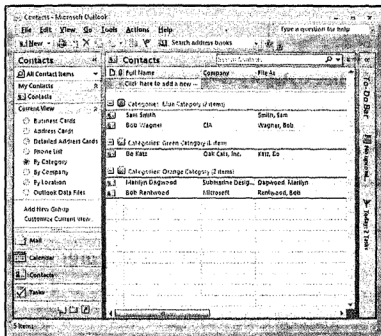 Contacts - Microsoft Outlook
File Edit View Go Tools Actions Help
Type a question for help
New
Search address books
Contacts
All Contact Items
My Contacts
Contacts
Current View
Business Cards
Address Cards
Detailed Address Cards
Phone List
By Category
By Company
By Location
Outlook Data Files
Add New Group
Customize Current View...
Mail
Calendar
Contacts
Tasks
5 Items
Contacts
Full Name Company File As
Click here to add a new ...
Categories: Blue Category (2 items)
Sam Smith Smith, Sam
Bob Wagner CIA Wagner, Bob
Categories: Green Category (1 item)
Bo Katz Oak Cats, Inc. Katz, Bo
Categories: Orange Category (2 items)
Marilyn Dagwood Submarine Desig... Dagwood, Marilyn
Bob Rentwood Microsoft Rentwood, Bob
To-Do Bar
Today: Tasks